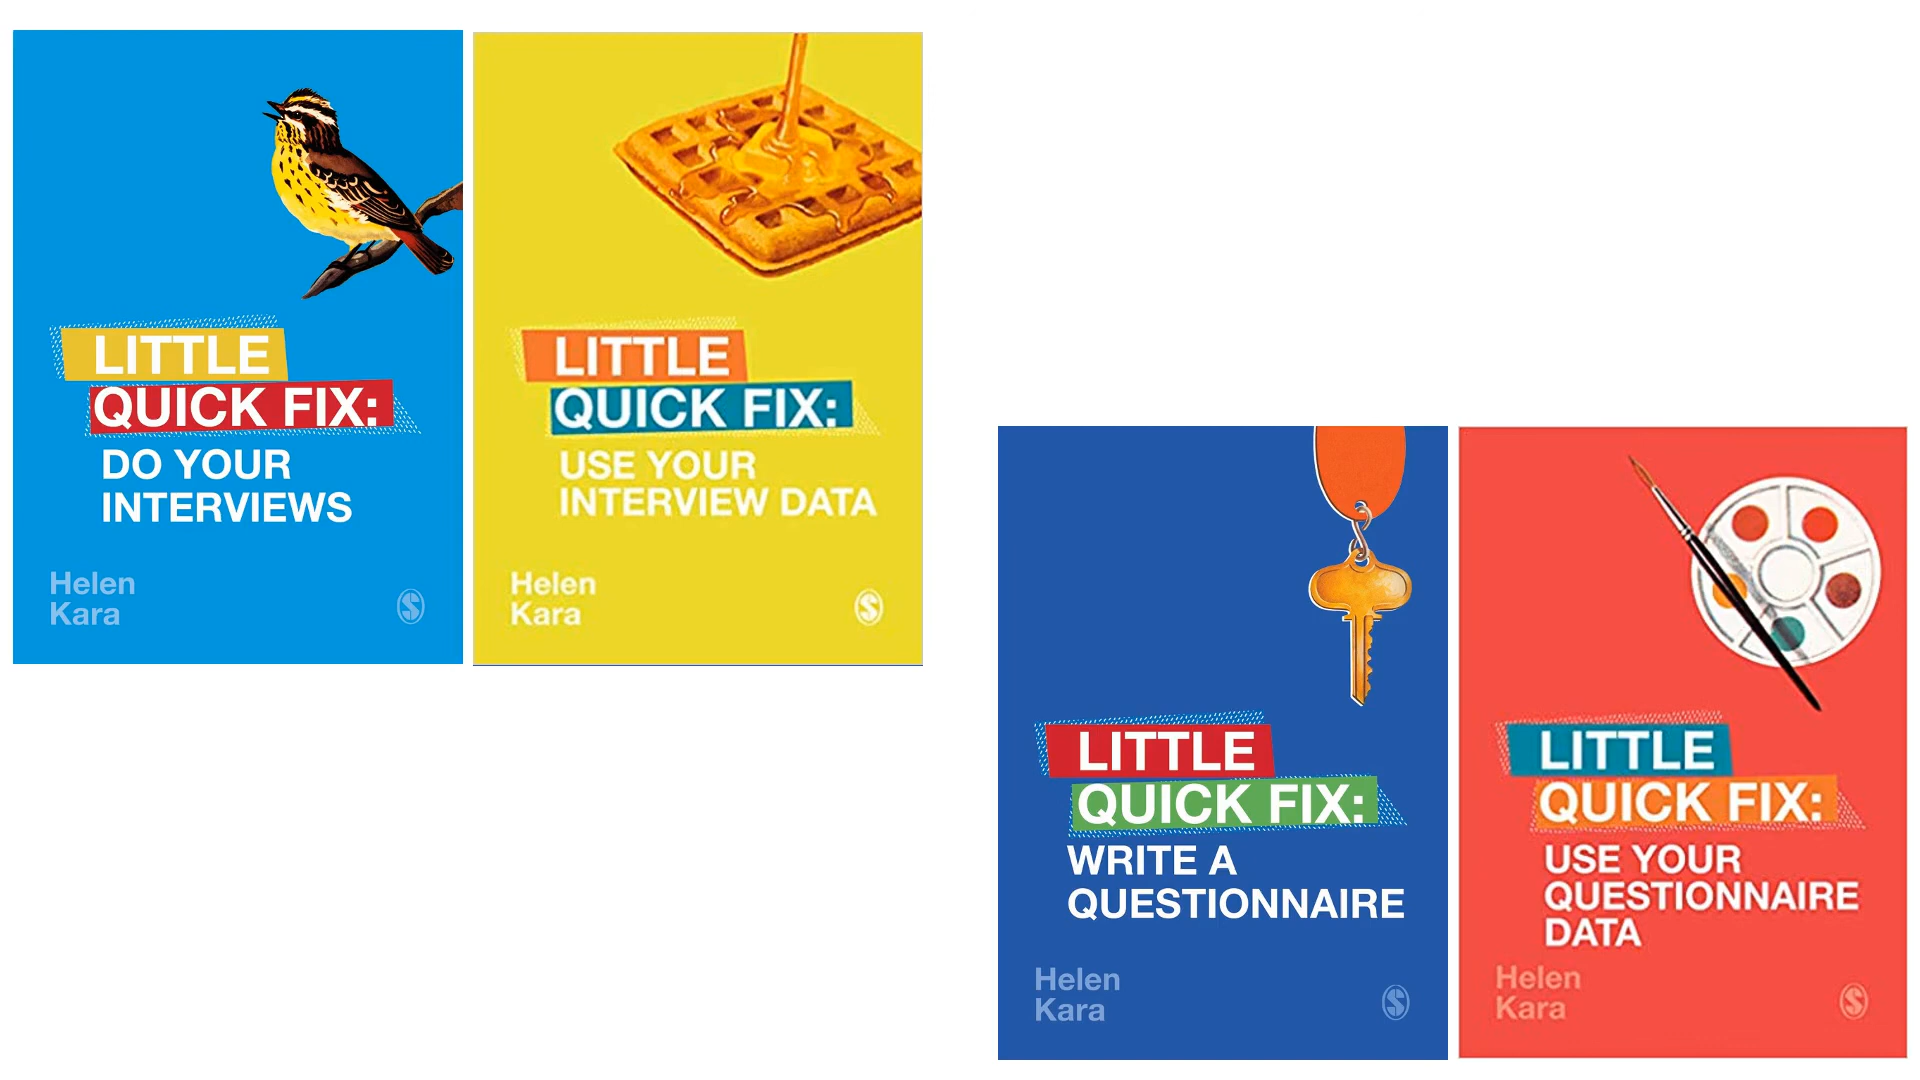 LITTLE
QUICK FIX:
DO YOUR
INTERVIEWS
Helen
Kara
S
LITTLE
QUICK FIX:
USE YOUR
INTERVIEW DATA
Helen
Kara
S
LITTLE
QUICK FIX:
WRITE A
QUESTIONNAIRE
Helen
Kara
S
LITTLE
QUICK FIX:
USE YOUR
QUESTIONNAIRE
DATA
Helen
Kara
S